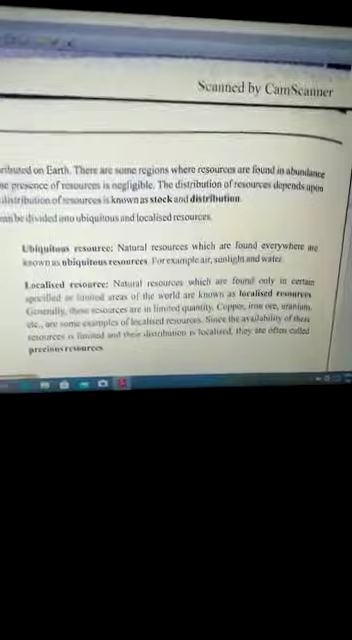 Scanned by CamScanner
ributed on Earth. There are some regions where resources are found in abundance
presence of resources is negligible. The distribution of resources depends upon
distribution of resources is known as stock and distribution.
can be divided into ubiquitous and localised resources.
Ubiquitous resource: Natural resources which are found everywhere are
known as ubiquitous resources. For example air, sunlight and water.
Localised resource: Natural resources which are found only in certain
specified or limited areas of the world are known as localised resources
Generally, these resources are in limited quantity. Copper, iron ore, uranium,
etc., are some examples of localised resources. Since the availability of these
resources is limited and their distribution is localised, they are often called
precious resources